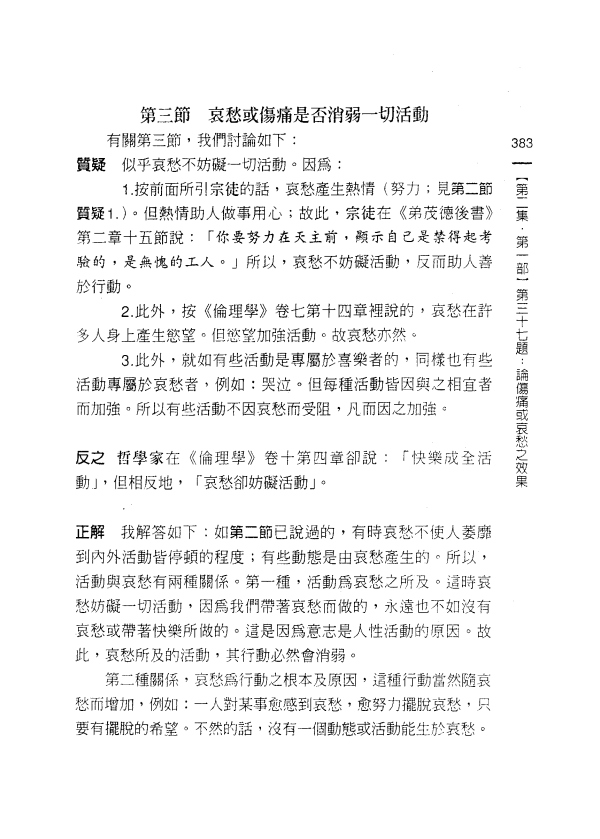 第三節　哀愁或傷痛是否消弱一切活動
有關第三節，我們討論如下：
質疑　似乎哀愁不妨礙一切活動。因爲：
1.按前面所引宗徒的話，哀愁產生熱情（努力；見第二節
質疑1.）。但熱情助人做事用心；故此，宗徒在《弟茂德後書》
第二章十五節說：「你要努力在天主前，顯示自己是禁得起考
驗的，是無愧的工人。」所以，哀愁不妨礙活動，反而助人善
於行動。
2.此外，按《倫理學》卷七第十四章裡說的，哀愁在許
多人身上產生慾望。但慾望加強活動。故哀愁亦然。
3.此外，就如有些活動是專屬於喜樂者的，同樣也有些
活動專屬於哀愁者，例如：哭泣。但每種活動皆因與之相宜者
而加強。所以有些活動不因哀愁而受阻，凡而因之加強。
反之　哲學家在《倫理學》卷十第四章卻說：「快樂成全活
動」，但相反地，「哀愁卻妨礙活動」。
正解　我解答如下：如第二節已說過的，有時哀愁不使人萎靡
到內外活動皆停頓的程度；有些動態是由哀愁產生的。所以，
活動與哀愁有兩種關係。第一種，活動爲哀愁之所及。這時哀
愁妨礙一切活動，因爲我們帶著哀愁而做的，永遠也不如沒有
哀愁或帶著快樂所做的。這是因爲意志是人性活動的原因。故
此，哀愁所及的活動，其行動必然會消弱。
第二種關係，哀愁爲行動之根本及原因，這種行動當然隨哀
愁而增加，例如：一人對某事愈感到哀愁，愈努力擺脫哀愁，只
要有擺脫的希望。不然的話，沒有一個動態或活動能生於哀愁。
383
【第二集．第一部】第三十七題：論傷痛或哀愁之效果